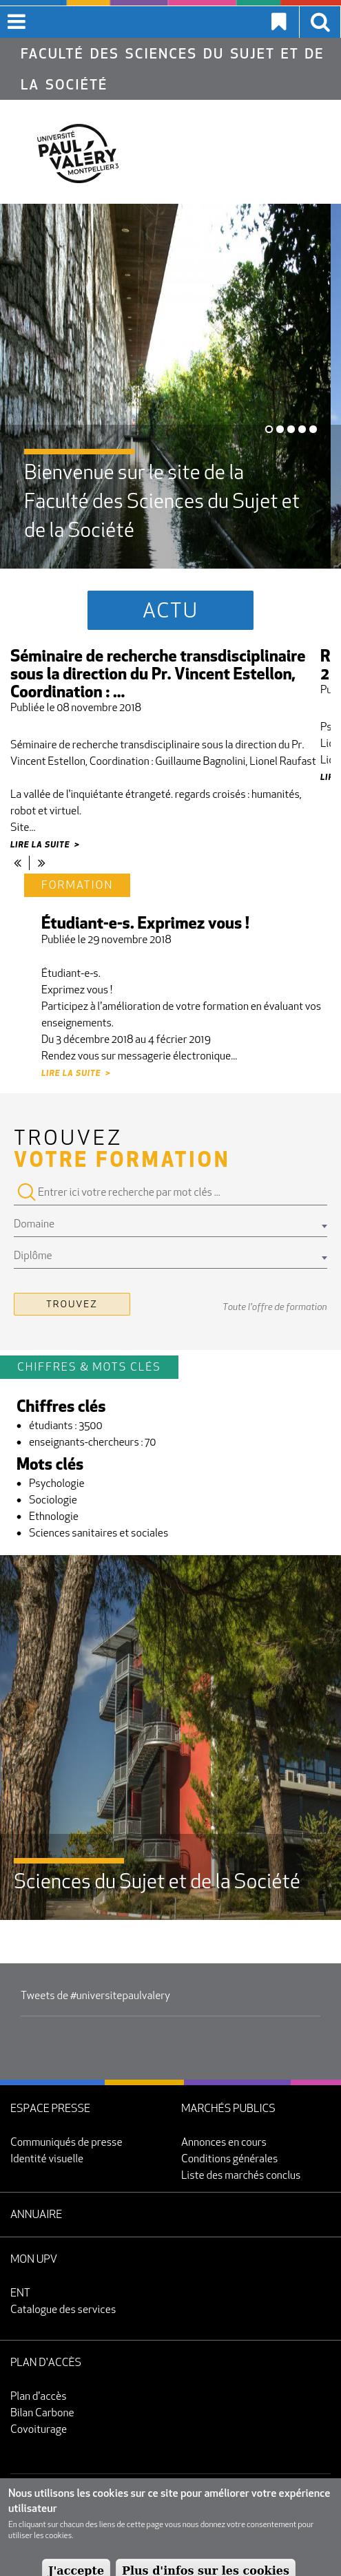 FACULTÉ DES SCIENCES DU SUJET ET DE
LA SOCIÉTÉ
UNIVERSITÉ
PAUL
VALÉRY
MONTPELLIER 3
Bienvenue sur le site de la
Faculté des Sciences du Sujet et
de la Société
ACTU
Séminaire de recherche transdisciplinaire
sous la direction du Pr. Vincent Estellon,
Coordination : ...
Publiée le 08 novembre 2018
Séminaire de recherche transdisciplinaire sous la direction du Pr.
Vincent Estellon, Coordination : Guillaume Bagnolini, Lionel Raufast
La vallée de l'inquiétante étrangeté. regards croisés : humanités,
robot et virtuel.
Site...
LIRE LA SUITE >
R
2
Pu
Ps
Lic
Lic
LIR
« | »
FORMATION
Étudiant-e-s. Exprimez vous !
Publiée le 29 novembre 2018
Étudiant-e-s.
Exprimez vous !
Participez à l'amélioration de votre formation en évaluant vos
enseignements.
Du 3 décembre 2018 au 4 février 2019
Rendez vous sur messagerie électronique...
LIRE LA SUITE >
TROUVEZ
VOTRE FORMATION
Entrer ici votre recherche par mot clés ...
Domaine
Diplôme
TROUVEZ
Toute l'offre de formation
CHIFFRES & MOTS CLÉS
Chiffres clés
• étudiants : 3500
• enseignants-chercheurs : 70
Mots clés
• Psychologie
• Sociologie
• Ethnologie
• Sciences sanitaires et sociales
Sciences du Sujet et de la Société
Tweets de #universitepaulvalery
ESPACE PRESSE
Communiqués de presse
Identité visuelle
MARCHÉS PUBLICS
Annonces en cours
Conditions générales
Liste des marchés conclus
ANNUAIRE
MON UPV
ENT
Catalogue des services
PLAN D'ACCÈS
Plan d'accès
Bilan Carbone
Covoiturage
Nous utilisons les cookies sur ce site pour améliorer votre expérience
utilisateur
En cliquant sur chacun des liens de cette page vous nous donnez votre consentement pour
utiliser les cookies.
J'accepte
Plus d'infos sur les cookies